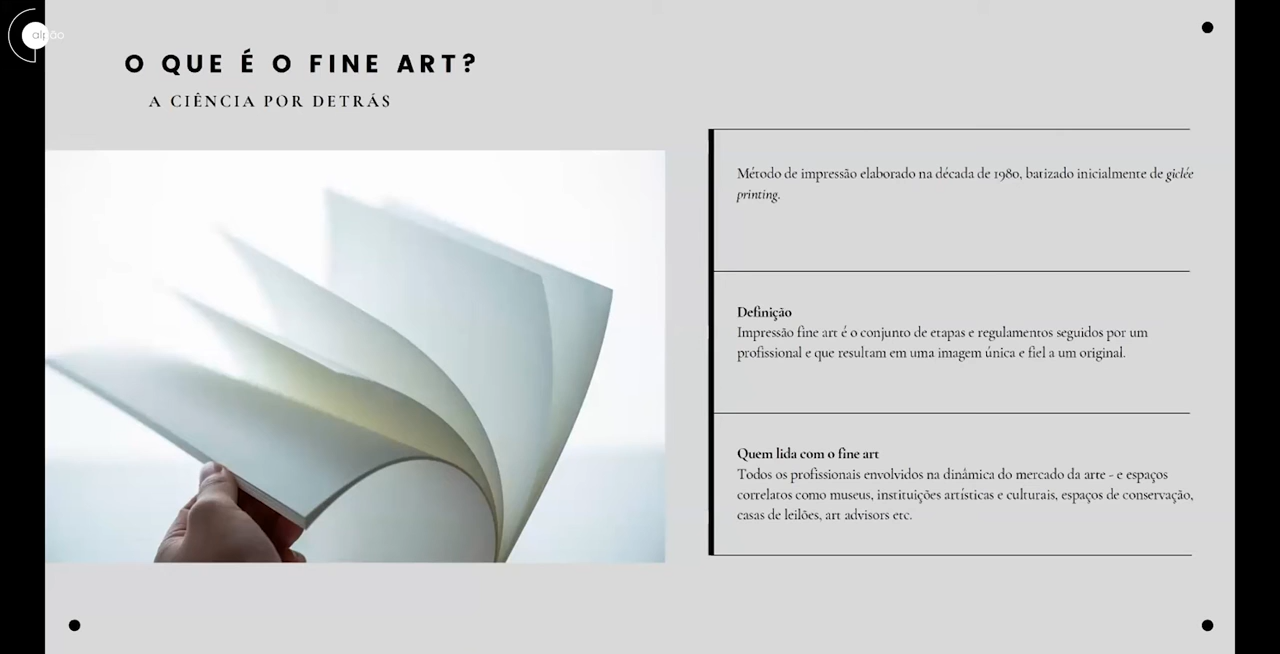 O QUE É O FINE ART?
A CIÊNCIA POR DETRÁS
Método de impressão elaborado na década de 1980, batizado inicialmente de giclée
printing.
Definição
Impressão fine art é o conjunto de etapas e regulamentos seguidos por um
profissional e que resultam em uma imagem única e fiel a um original.
Quem lida com o fine art
Todos os profissionais envolvidos na dinâmica do mercado da arte - e espaços
correlatos como museus, instituições artísticas e culturais, espaços de conservação,
casas de leilões, art advisors etc.